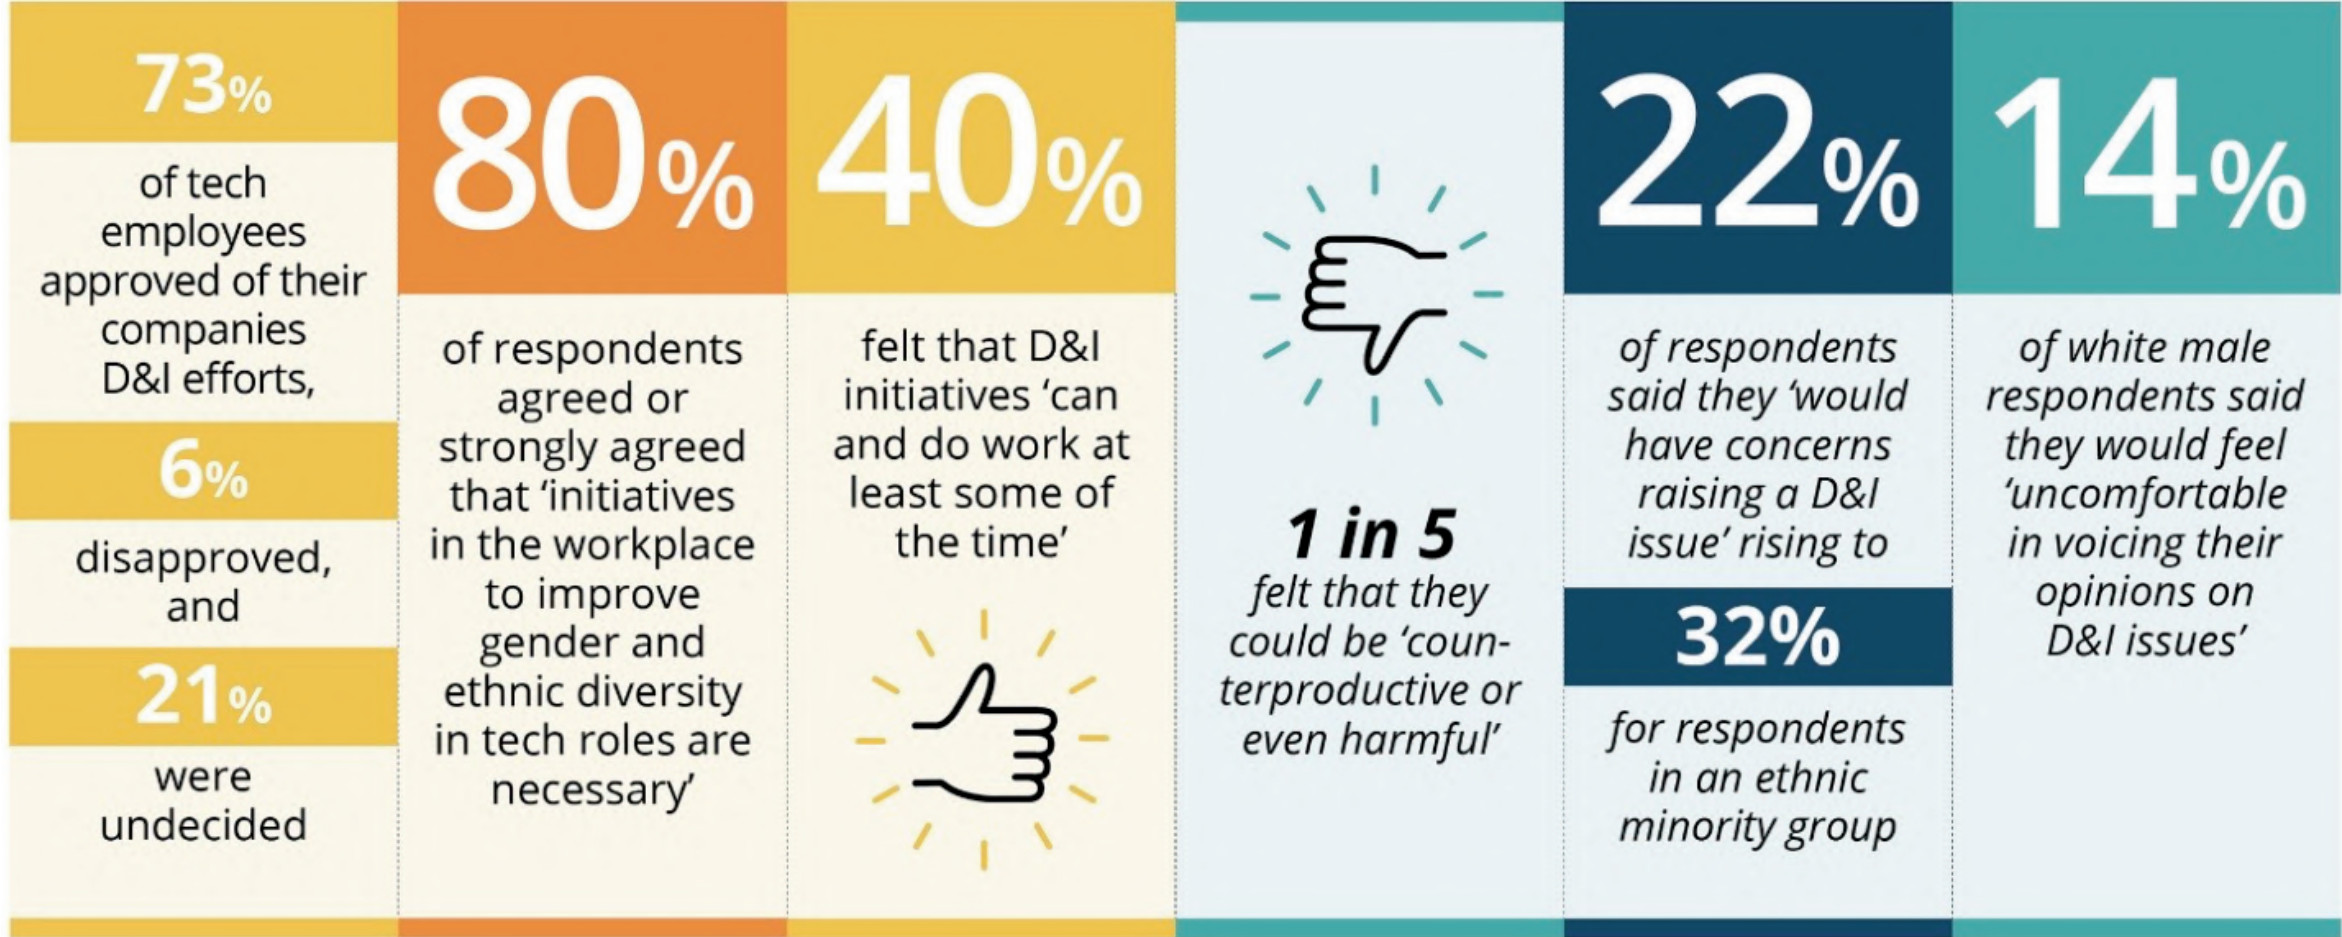 73%
of tech
employees
approved of their
companies
D&I efforts,
6%
disapproved,
and
21%
were
undecided
80%
of respondents
agreed or
strongly agreed
that ‘initiatives
in the workplace
to improve
gender and
ethnic diversity
in tech roles are
necessary’
40%
felt that D&I
initiatives ‘can
and do work at
least some of
the time’
1 in 5
felt that they
could be ‘coun-
terproductive or
even harmful’
22%
of respondents
said they ‘would
have concerns
raising a D&I
issue’ rising to
32%
for respondents
in an ethnic
minority group
14%
of white male
respondents said
they would feel
‘uncomfortable
in voicing their
opinions on
D&I issues’